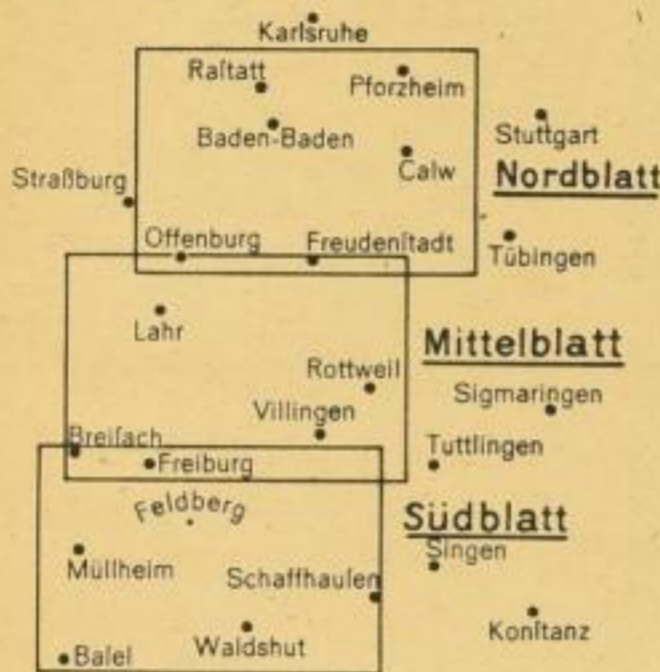 Karlsruhe
Raſtatt
Pforzheim
Baden-Baden
Stuttgart
Calw
Nordblatt
Straßburg
Offenburg
Freudenſtadt
Tübingen
Lahr
Mittelblatt
Rottweil
Sigmaringen
Villingen
Breiſach
Tuttlingen
Freiburg
Feldberg
Südblatt
Singen
Müllheim
Schaffhauſen
Konſtanz
Waldshut
Baſel